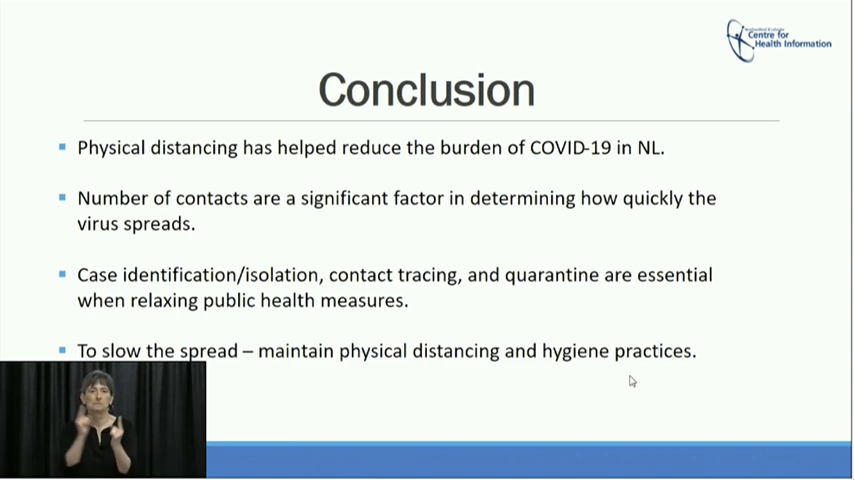 Centre for
Health Information
Conclusion
Physical distancing has helped reduce the burden of COVID-19 in NL.
Number of contacts are a significant factor in determining how quickly the
virus spreads.
Case identification/isolation, contact tracing, and quarantine are essential
when relaxing public health measures.
To slow the spread – maintain physical distancing and hygiene practices.